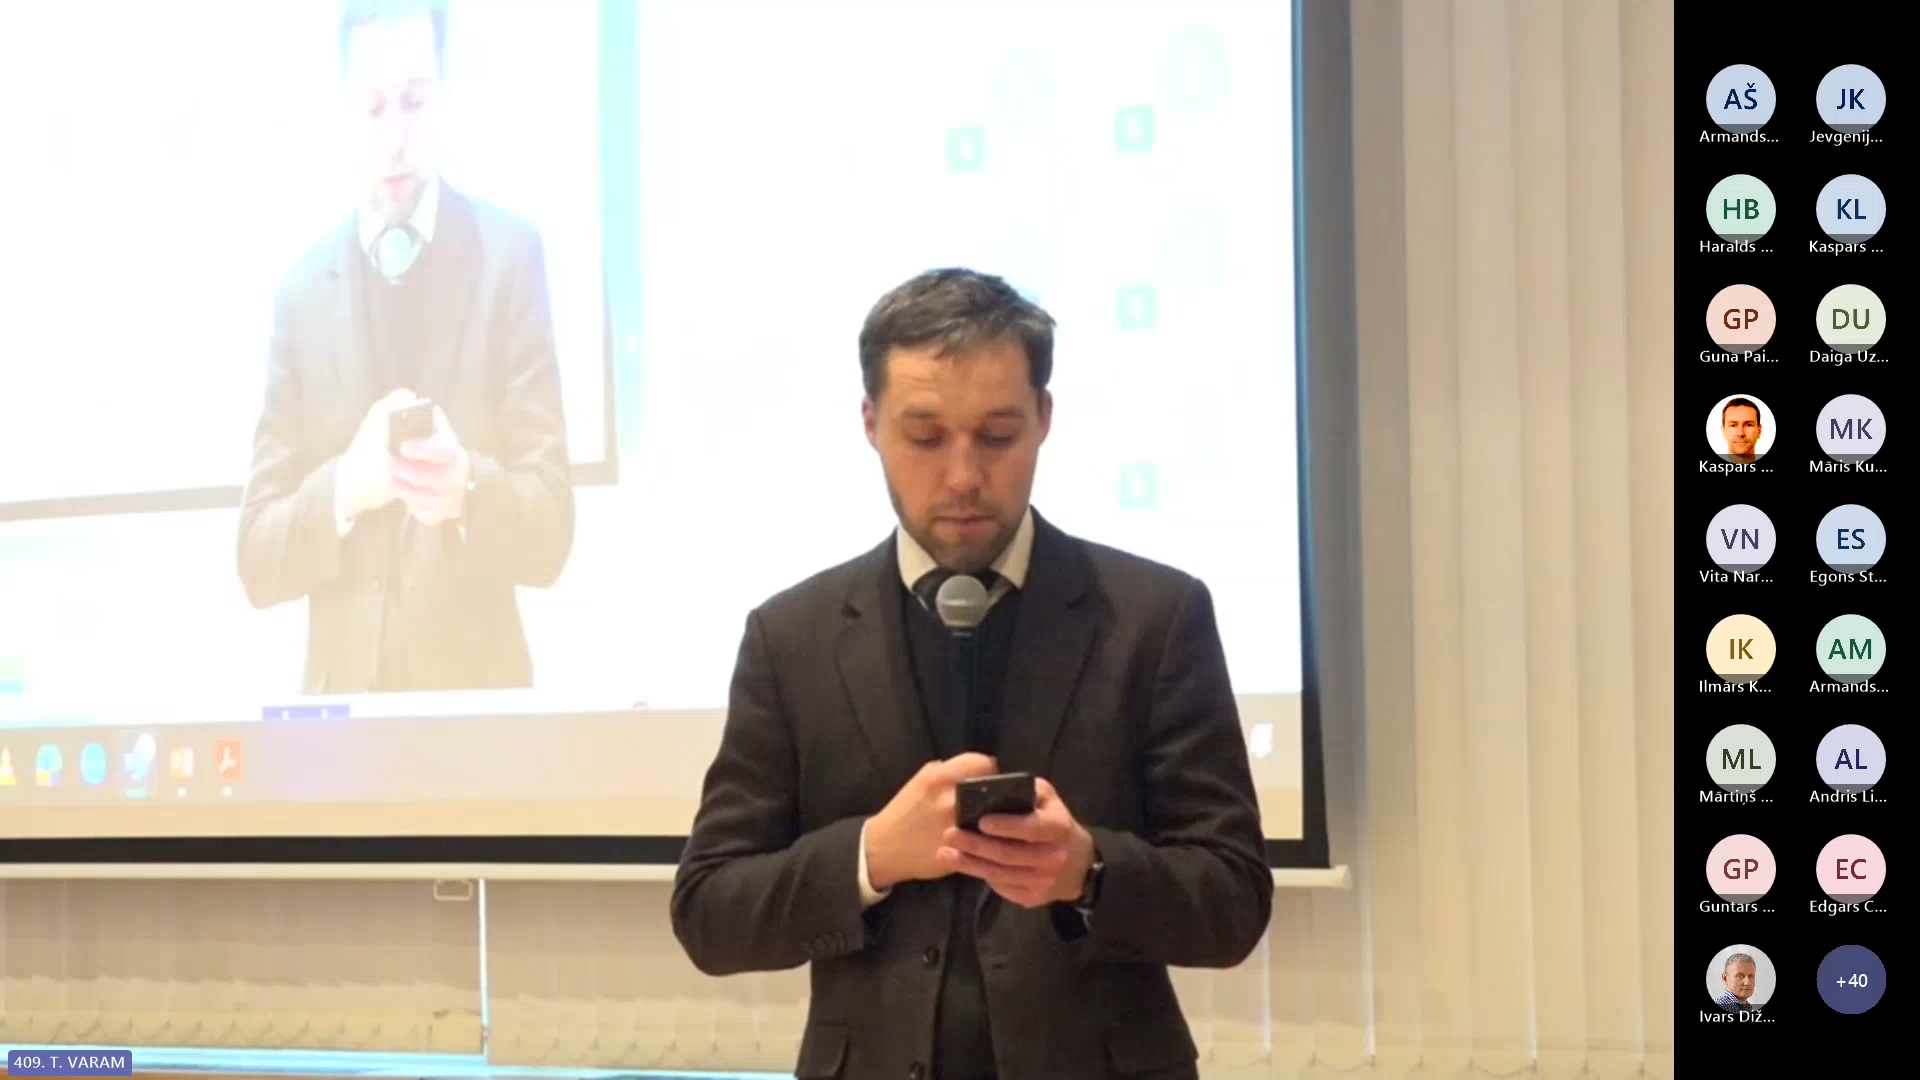 AŠ
JK
Armands...
Jevgenij...
HB
KL
Haralds ...
Kaspars ...
GP
DU
Guna Pai...
Daiga Uz...
MK
Kaspars ...
Māris Ku...
VN
ES
Vita Nar...
Egons St...
IK
AM
Ilmārs K...
Armands...
ML
AL
Mārtiņš ...
Andris Li...
GP
EC
Guntars ...
Edgars C...
+40
Ivars Diž...
409. T. VARAM